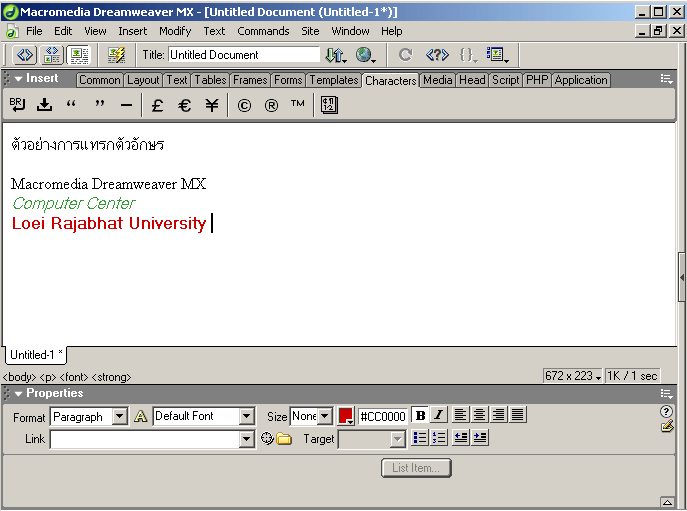 Macromedia Dreamweaver MX - [Untitled Document (Untitled-1*)]
File Edit View Insert Modify Text Commands Site Window Help
Title: Untitled Document
Insert Common Layout Text Tables Frames Forms Templates Characters Media Head Script PHP Application
BR “ ” – £ € ¥ © ® ™
ตัวอย่างการแทรกตัวอักษร
Macromedia Dreamweaver MX
Computer Center
Loei Rajabhat University
Untitled-1 *
<body> <p> <font> <strong> 672 x 223 1K / 1 sec
Properties
Format Paragraph Default Font Size None #CC0000 B I
Link Target
List Item...